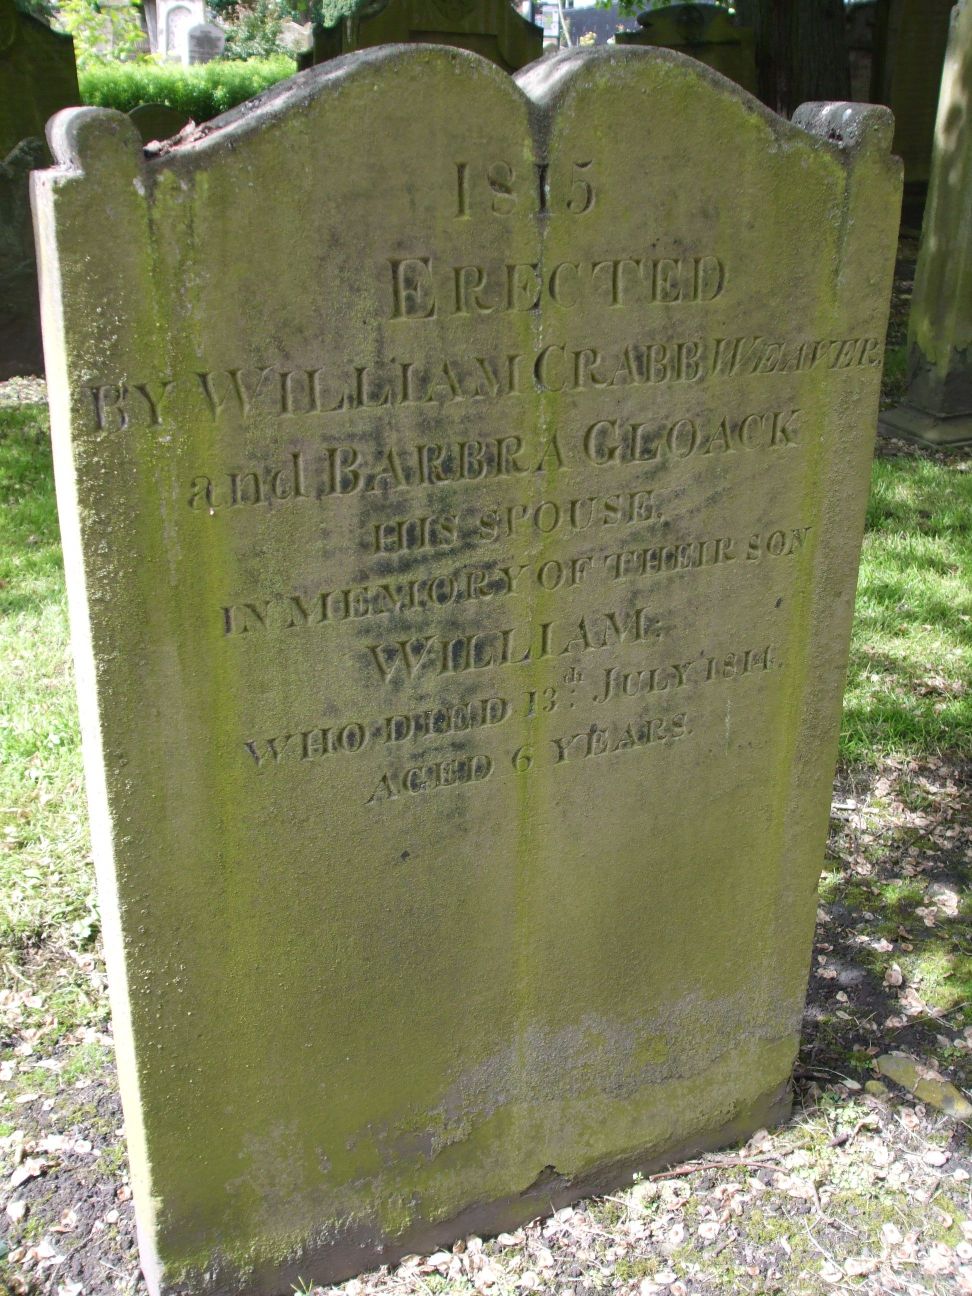 1815
ERECTED
BY WILLIAM CRABB WEAVER
and BARBRA GLOACK
HIS SPOUSE.
IN MEMORY OF THEIR SON
WILLIAM.
WHO DIED 13th. JULY 1814.
AGED 6 YEARS.